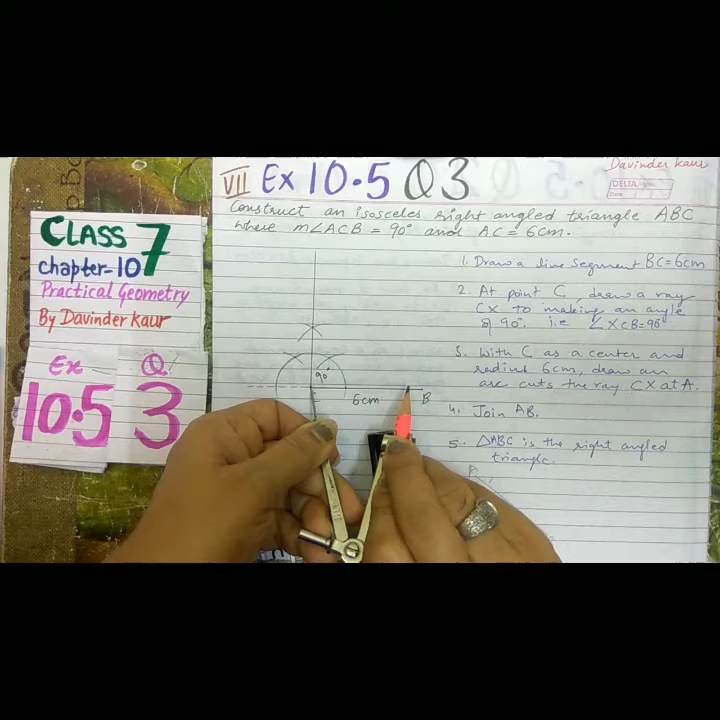 Davinder Kaur
DELTA
Date
VII Ex 10.5 Q3
Construct an isosceles right angled triangle ABC
where m∠ACB = 90° and AC = 6cm.
CLASS 7
chapter-10
Practical Geometry
By Davinder Kaur
Ex Q
10.5 3
1. Draw a line segment BC=6cm
2. At point C, draw a ray
CX to making an angle
of 90°. i.e ∠XCB=90°
3. With C as a center and
radius 6cm, draw an
arc cuts the ray CX at A.
4. Join AB.
5. △ABC is the right angled
triangle.
90°
6cm
B
A